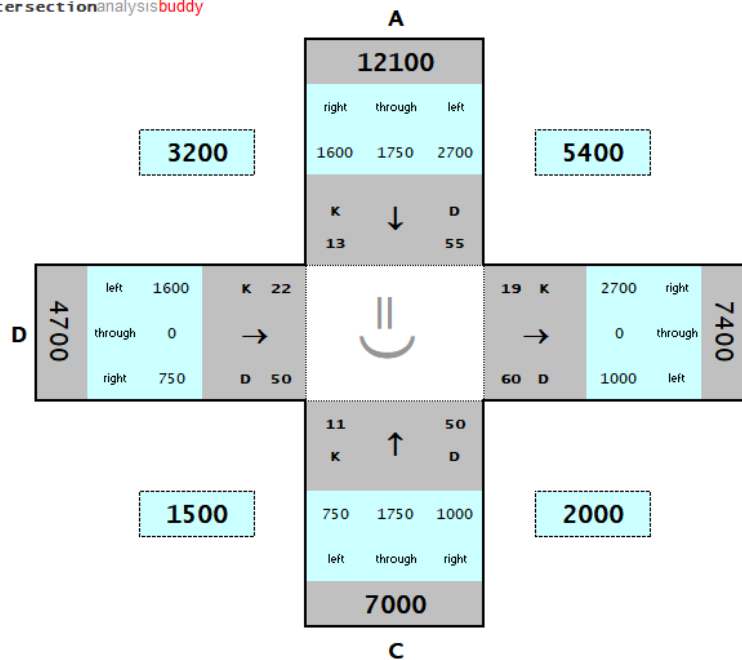 tersectionanalysisbuddy
A
12100
right through left
1600 1750 2700
3200
5400
K D
13 55
D
4700
left 1600
through 0
right 750
K 22
D 50
19 K
60 D
2700 right
0 through
1000 left
7400
11 50
K D
1500
2000
750 1750 1000
left through right
7000
C